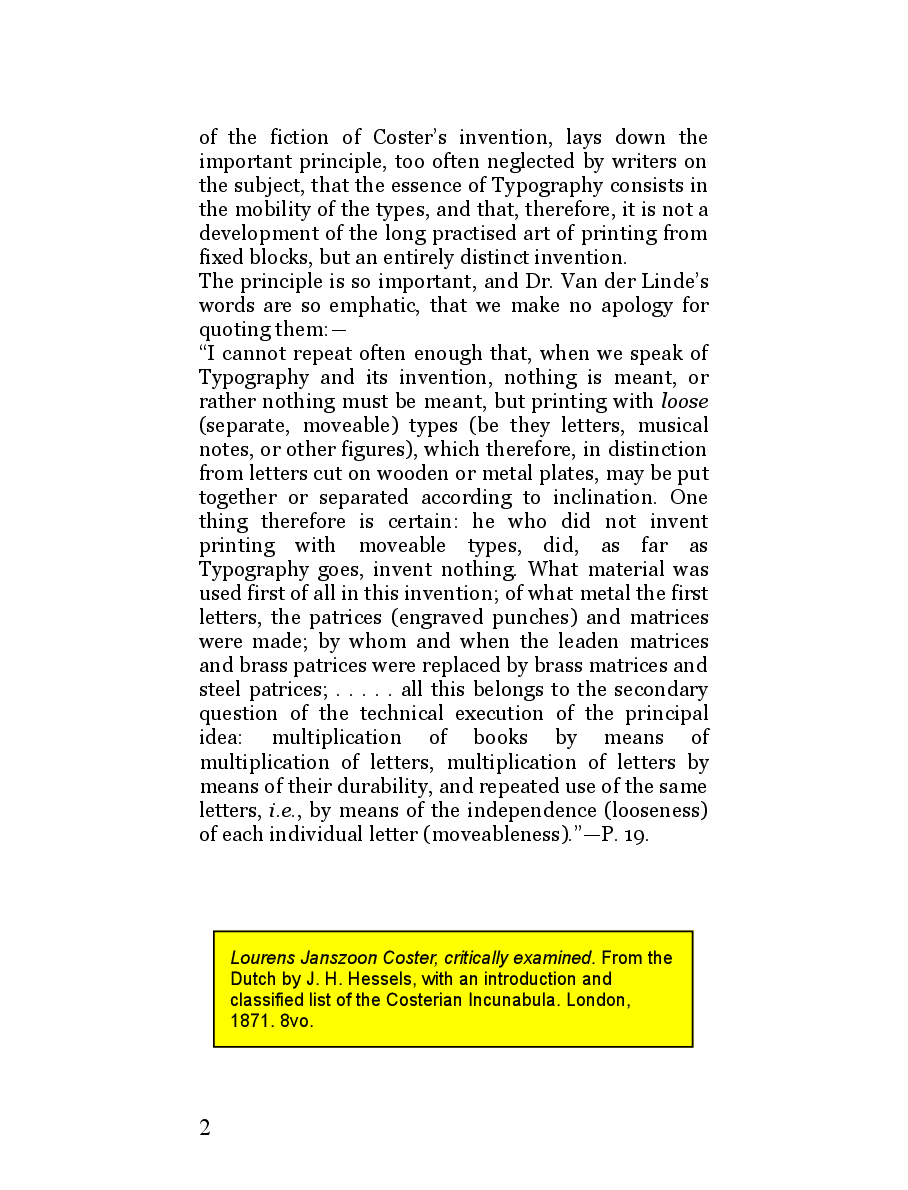 of the fiction of Coster’s invention, lays down the
important principle, too often neglected by writers on
the subject, that the essence of Typography consists in
the mobility of the types, and that, therefore, it is not a
development of the long practised art of printing from
fixed blocks, but an entirely distinct invention.
The principle is so important, and Dr. Van der Linde’s
words are so emphatic, that we make no apology for
quoting them:—
“I cannot repeat often enough that, when we speak of
Typography and its invention, nothing is meant, or
rather nothing must be meant, but printing with loose
(separate, moveable) types (be they letters, musical
notes, or other figures), which therefore, in distinction
from letters cut on wooden or metal plates, may be put
together or separated according to inclination. One
thing therefore is certain: he who did not invent
printing with moveable types, did, as far as
Typography goes, invent nothing. What material was
used first of all in this invention; of what metal the first
letters, the patrices (engraved punches) and matrices
were made; by whom and when the leaden matrices
and brass patrices were replaced by brass matrices and
steel patrices; . . . . . all this belongs to the secondary
question of the technical execution of the principal
idea: multiplication of books by means of
multiplication of letters, multiplication of letters by
means of their durability, and repeated use of the same
letters, i.e., by means of the independence (looseness)
of each individual letter (moveableness).”—P. 19.
Lourens Janszoon Coster, critically examined. From the
Dutch by J. H. Hessels, with an introduction and
classified list of the Costerian Incunabula. London,
1871. 8vo.
2